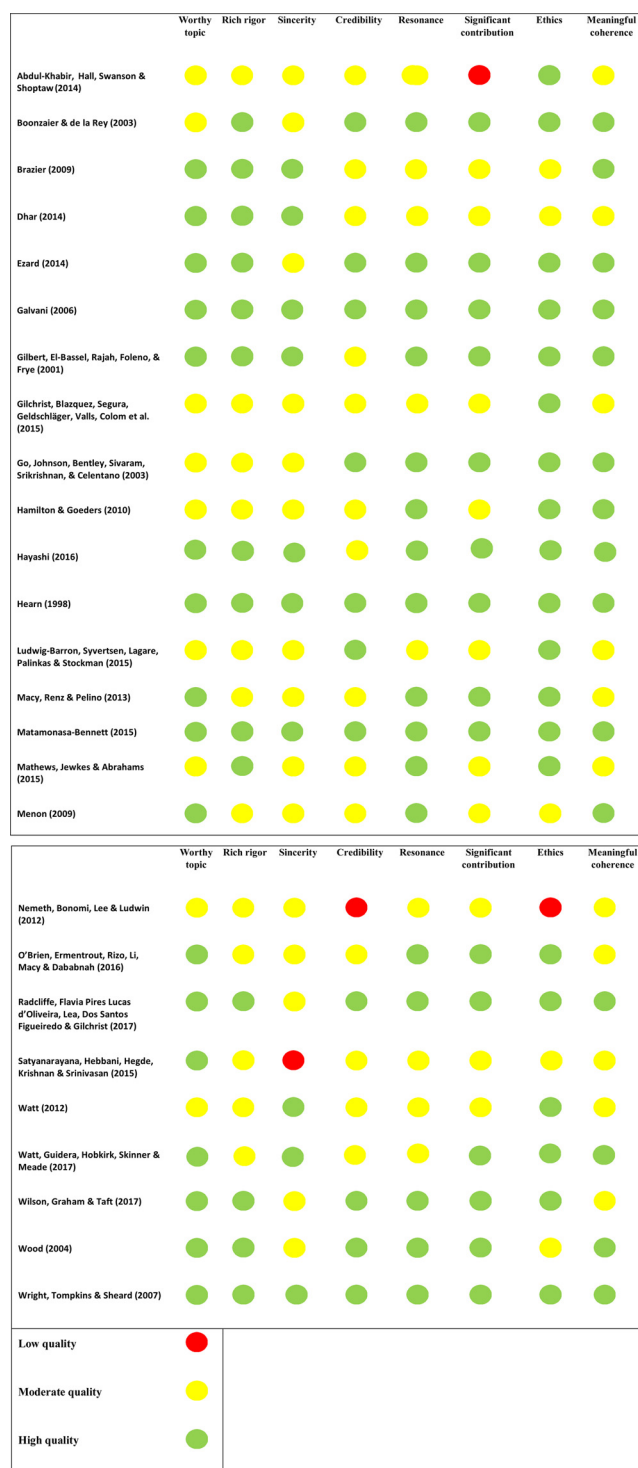 Worthy Rich rigor Sincerity Credibility Resonance Significant Ethics Meaningful
topic contribution coherence
Abdul-Khabir, Hall, Swanson &
Shoptaw (2014)
Boonzaier & de la Rey (2003)
Brazier (2009)
Dhar (2014)
Ezard (2014)
Galvani (2006)
Gilbert, El-Bassel, Rajah, Foleno, &
Frye (2001)
Gilchrist, Blazquez, Segura,
Geldschläger, Valls, Colom et al.
(2015)
Go, Johnson, Bentley, Sivaram,
Srikrishnan, & Celentano (2003)
Hamilton & Goeders (2010)
Hayashi (2016)
Hearn (1998)
Ludwig-Barron, Syvertsen, Lagare,
Palinkas & Stockman (2015)
Macy, Renz & Pelino (2013)
Matamonasa-Bennett (2015)
Mathews, Jewkes & Abrahams
(2015)
Menon (2009)
Worthy Rich rigor Sincerity Credibility Resonance Significant Ethics Meaningful
topic contribution coherence
Nemeth, Bonomi, Lee & Ludwin
(2012)
O'Brien, Ermentrout, Rizo, Li,
Macy & Dababnah (2016)
Radcliffe, Flavia Pires Lucas
d'Oliveira, Lea, Dos Santos
Figueiredo & Gilchrist (2017)
Satyanarayana, Hebbani, Hegde,
Krishnan & Srinivasan (2015)
Watt (2012)
Watt, Guidera, Hobkirk, Skinner &
Meade (2017)
Wilson, Graham & Taft (2017)
Wood (2004)
Wright, Tompkins & Sheard (2007)
Low quality
Moderate quality
High quality